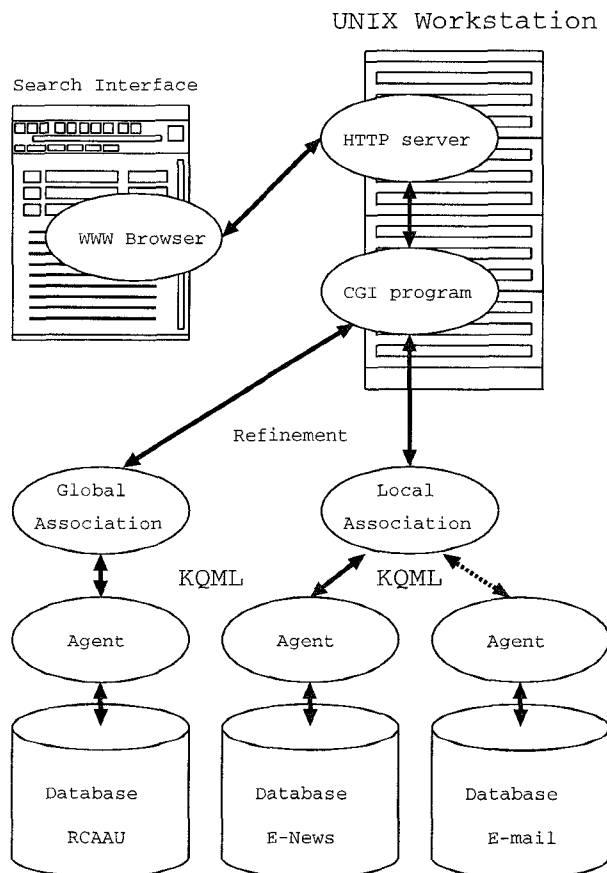 UNIX Workstation
Search Interface
HTTP server
WWW Browser
CGI program
Refinement
Global
Association
Local
Association
KQML
KQML
Agent
Agent
Agent
Database
RCAAU
Database
E-News
Database
E-mail